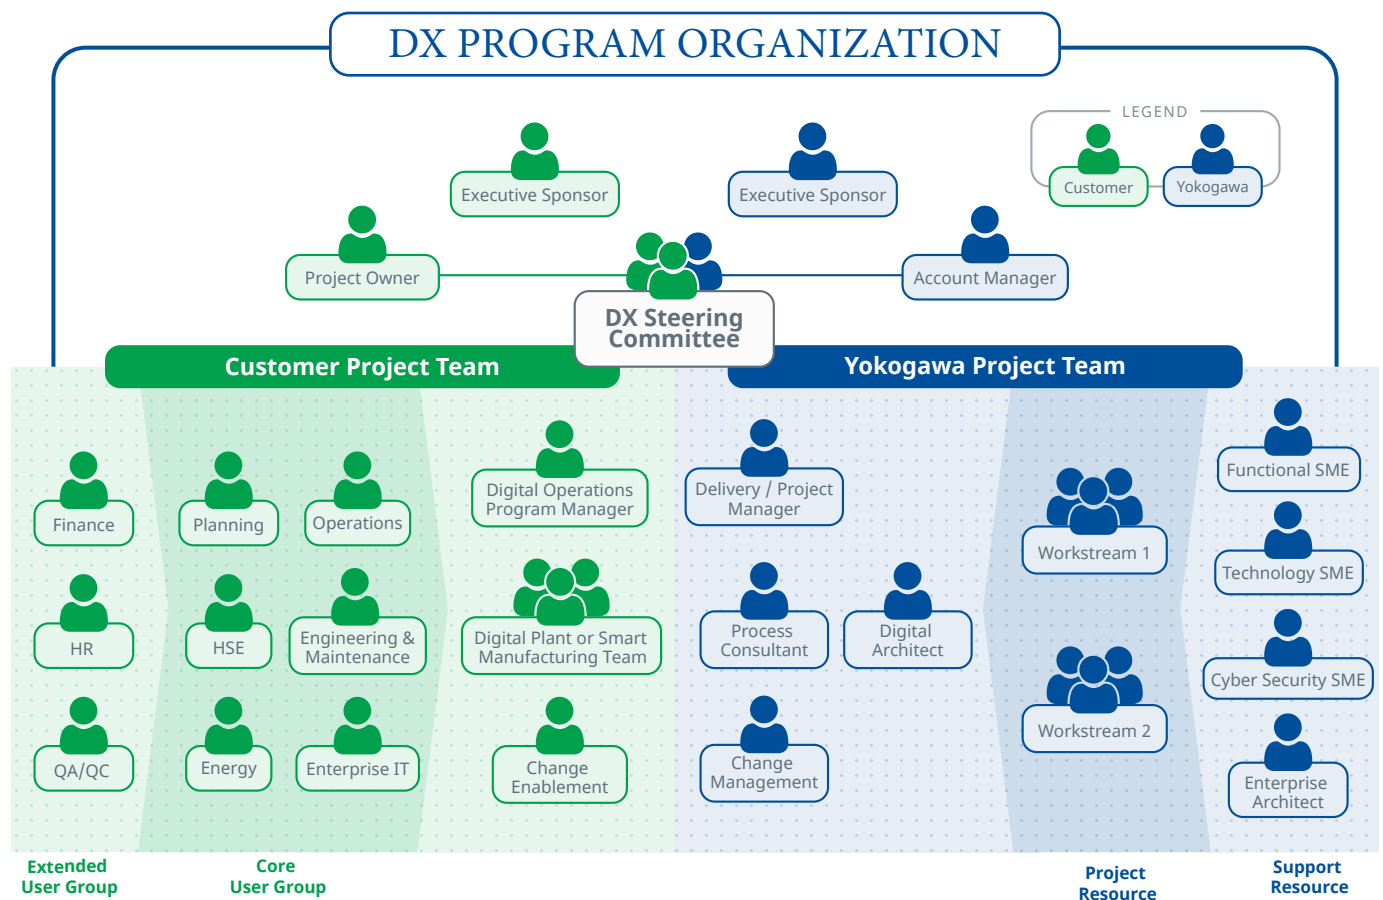 DX PROGRAM ORGANIZATION
LEGEND
Customer
Yokogawa
Executive Sponsor
Executive Sponsor
Project Owner
Account Manager
DX Steering
Committee
Customer Project Team
Yokogawa Project Team
Finance
Planning
Operations
Digital Operations
Program Manager
HR
HSE
Engineering &
Maintenance
Digital Plant or Smart
Manufacturing Team
QA/QC
Energy
Enterprise IT
Change
Enablement
Delivery / Project
Manager
Process
Consultant
Digital
Architect
Change
Management
Workstream 1
Workstream 2
Functional SME
Technology SME
Cyber Security SME
Enterprise
Architect
Extended
User Group
Core
User Group
Project
Resource
Support
Resource